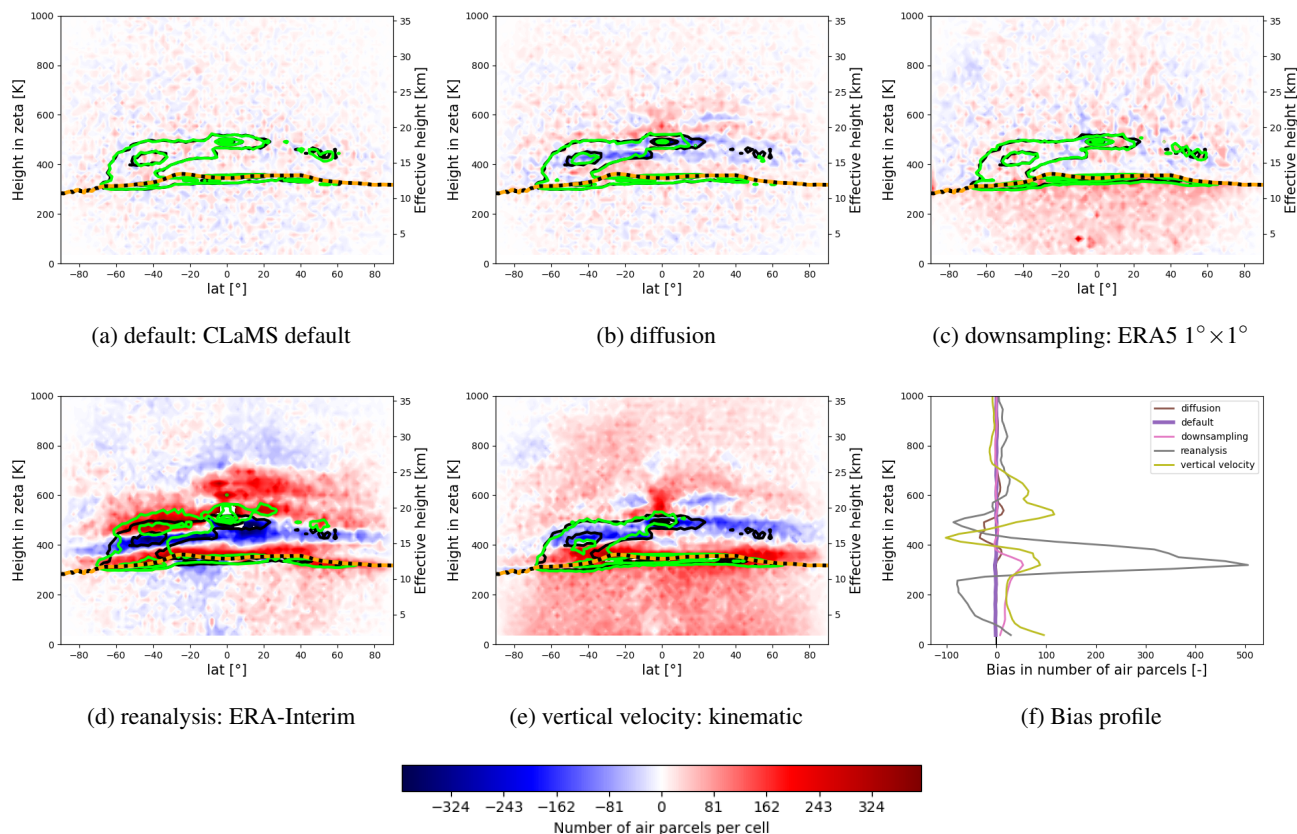 1000
800
600
400
200
0
Height in zeta [K]
35
30
25
20
15
10
5
Effective height [km]
−80 −60 −40 −20 0 20 40 60 80
lat [°]
(a) default: CLaMS default
1000
800
600
400
200
0
Height in zeta [K]
35
30
25
20
15
10
5
Effective height [km]
−80 −60 −40 −20 0 20 40 60 80
lat [°]
(b) diffusion
1000
800
600
400
200
0
Height in zeta [K]
35
30
25
20
15
10
5
Effective height [km]
−80 −60 −40 −20 0 20 40 60 80
lat [°]
(c) downsampling: ERA5 1°×1°
1000
800
600
400
200
0
Height in zeta [K]
35
30
25
20
15
10
5
Effective height [km]
−80 −60 −40 −20 0 20 40 60 80
lat [°]
(d) reanalysis: ERA-Interim
1000
800
600
400
200
0
Height in zeta [K]
35
30
25
20
15
10
5
Effective height [km]
−80 −60 −40 −20 0 20 40 60 80
lat [°]
(e) vertical velocity: kinematic
1000
800
600
400
200
0
Height in zeta [K]
diffusion
default
downsampling
reanalysis
vertical velocity
−100 0 100 200 300 400 500
Bias in number of air parcels [-]
(f) Bias profile
−324 −243 −162 −81 0 81 162 243 324
Number of air parcels per cell